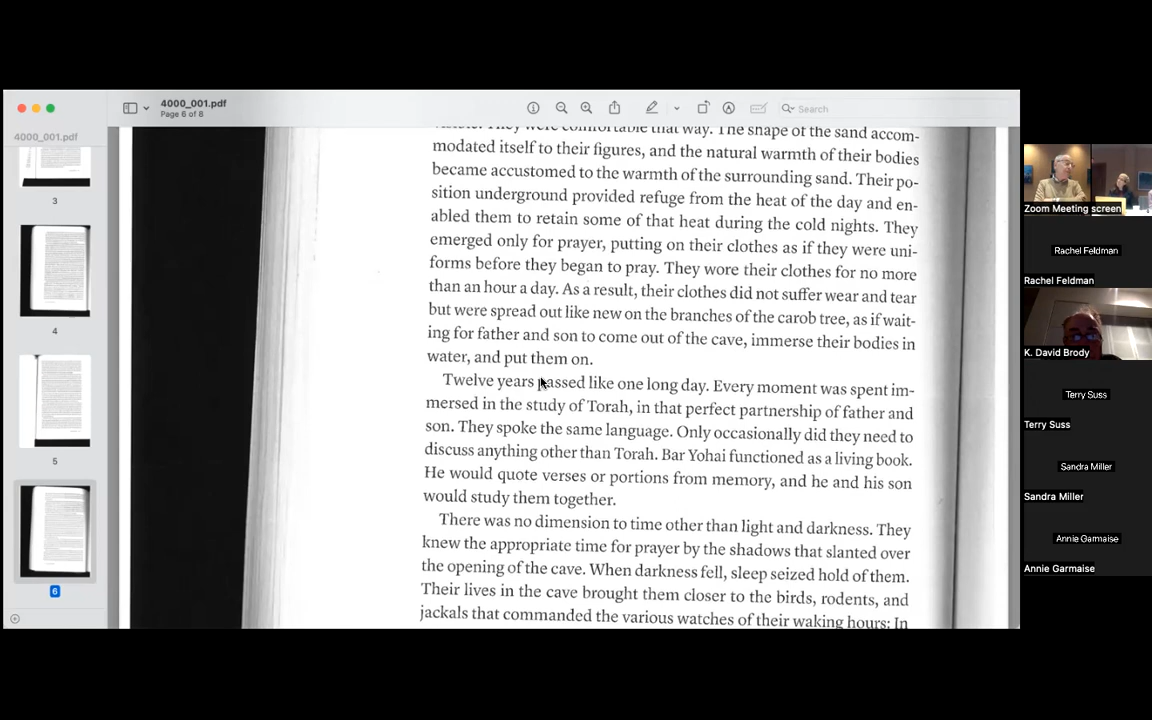 4000_001.pdf
Page 6 of 8
Search
4000_001.pdf
3
4
5
6
They were comfortable that way. The shape of the sand accom-
modated itself to their figures, and the natural warmth of their bodies
became accustomed to the warmth of the surrounding sand. Their po-
sition underground provided refuge from the heat of the day and en-
abled them to retain some of that heat during the cold nights. They
emerged only for prayer, putting on their clothes as if they were uni-
forms before they began to pray. They wore their clothes for no more
than an hour a day. As a result, their clothes did not suffer wear and tear
but were spread out like new on the branches of the carob tree, as if wait-
ing for father and son to come out of the cave, immerse their bodies in
water, and put them on.
Twelve years passed like one long day. Every moment was spent im-
mersed in the study of Torah, in that perfect partnership of father and
son. They spoke the same language. Only occasionally did they need to
discuss anything other than Torah. Bar Yohai functioned as a living book.
He would quote verses or portions from memory, and he and his son
would study them together.
There was no dimension to time other than light and darkness. They
knew the appropriate time for prayer by the shadows that slanted over
the opening of the cave. When darkness fell, sleep seized hold of them.
Their lives in the cave brought them closer to the birds, rodents, and
jackals that commanded the various watches of their waking hours: In
Zoom Meeting screen
Rachel Feldman
Rachel Feldman
K. David Brody
Terry Suss
Terry Suss
Sandra Miller
Sandra Miller
Annie Garmaise
Annie Garmaise